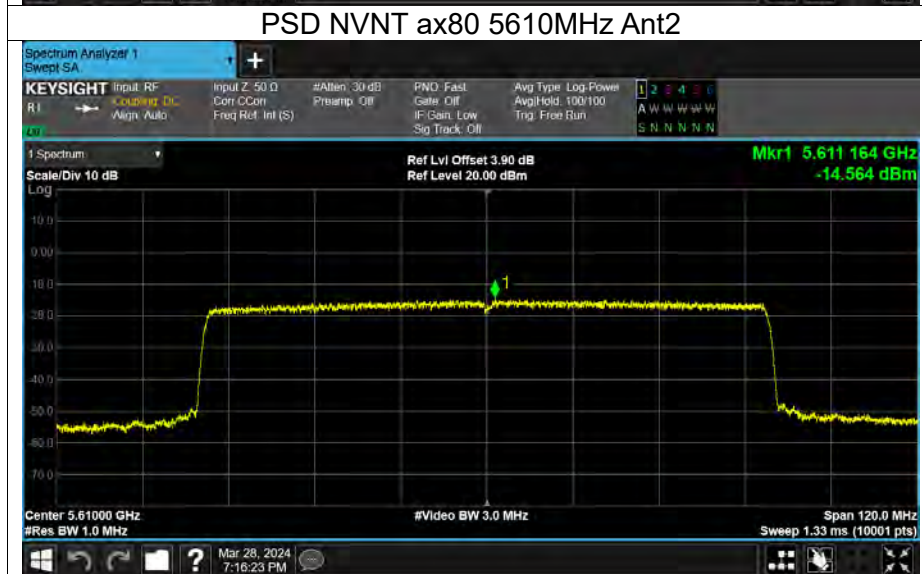 PSD NVNT ax80 5610MHz Ant2
Spectrum Analyzer 1
Swept SA
+
KEYSIGHT Input: RF Input Z: 50 Ω #Atten: 30 dB PNO: Fast Avg Type: Log-Power 1 2 3 4 5 6
Coupling: DC Corr CCorr Preamp: Off Gate: Off Avg|Hold: 100/100 A W W W W W
Align: Auto Freq Ref: Int (S) IF Gain: Low Trig: Free Run
Sig Track: Off S N N N N N
1 Spectrum Ref Lvl Offset 3.90 dB Mkr1 5.611 164 GHz
Scale/Div 10 dB Ref Level 20.00 dBm -14.564 dBm
Log
10.0
0.00
1
-40.0
-50.0
-60.0
-70.0
Center 5.61000 GHz #Video BW 3.0 MHz Span 120.0 MHz
#Res BW 1.0 MHz Sweep 1.33 ms (10001 pts)
? Mar 28, 2024
7:16:23 PM